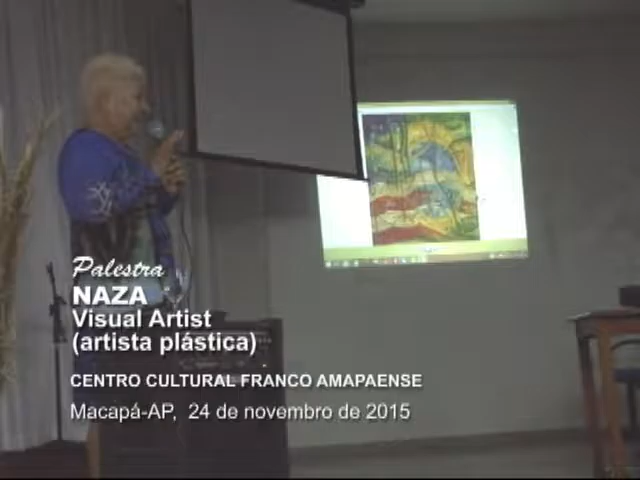 Palestra
NAZA
Visual Artist
(artista plástica)
CENTRO CULTURAL FRANCO AMAPAENSE
Macapá-AP, 24 de novembro de 2015